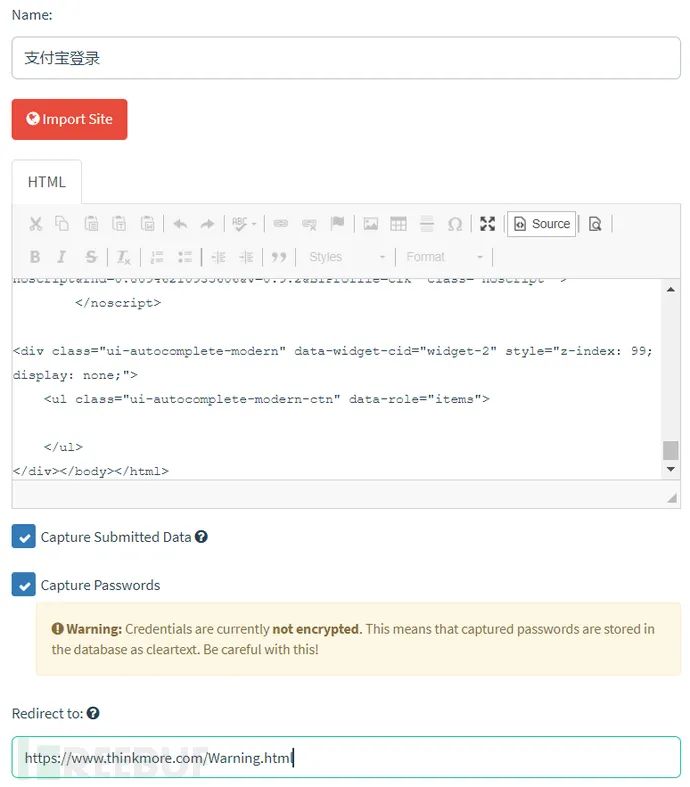 Name:
支付宝登录
Import Site
HTML
ABC
Source
B I S Tx Styles Format
</noscript>
<div class="ui-autocomplete-modern" data-widget-cid="widget-2" style="z-index: 99;
display: none;">
<ul class="ui-autocomplete-modern-ctn" data-role="items">
</ul>
</div></body></html>
Capture Submitted Data
Capture Passwords
Warning: Credentials are currently not encrypted. This means that captured passwords are stored in
the database as cleartext. Be careful with this!
Redirect to:
https://www.thinkmore.com/Warning.html
REEBUF